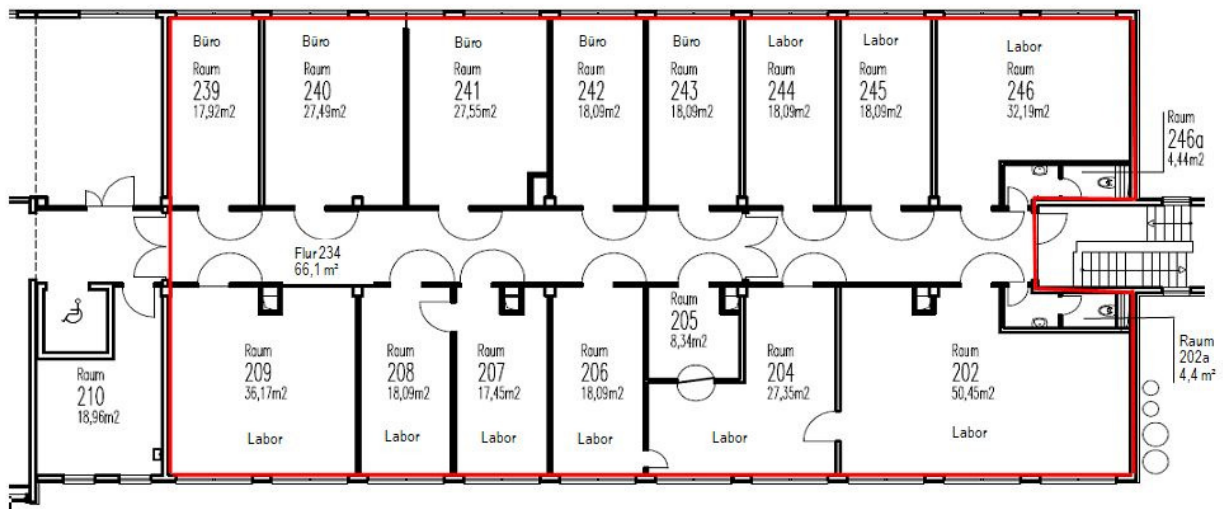 Büro
Raum
239
17,92m2
Büro
Raum
240
27,49m2
Büro
Raum
241
27,55m2
Büro
Raum
242
18,09m2
Büro
Raum
243
18,09m2
Labor
Raum
244
18,09m2
Labor
Raum
245
18,09m2
Labor
Raum
246
32,19m2
Raum
246a
4,44m2
Flur234
66,1 m²
Raum
210
18,96m2
Raum
209
36,17m2
Labor
Raum
208
18,09m2
Labor
Raum
207
17,45m2
Labor
Raum
206
18,09m2
Labor
Raum
205
8,34m2
Raum
204
27,35m2
Labor
Raum
202
50,45m2
Labor
Raum
202a
4,4 m²